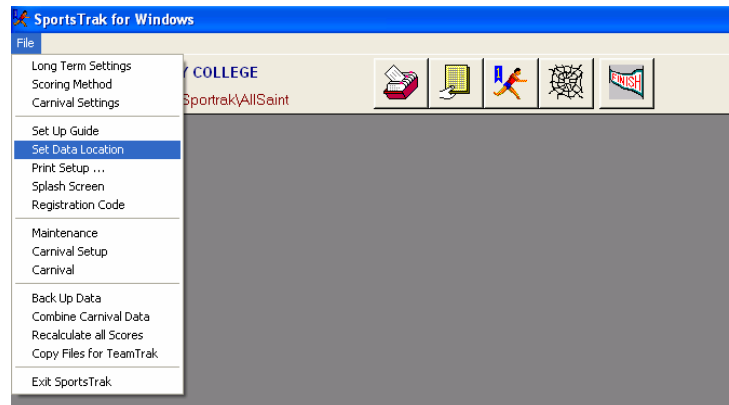 SportsTrak for Windows
File
Long Term Settings
Scoring Method
Carnival Settings
Set Up Guide
Set Data Location
Print Setup ...
Splash Screen
Registration Code
Maintenance
Carnival Setup
Carnival
Back Up Data
Combine Carnival Data
Recalculate all Scores
Copy Files for TeamTrak
Exit SportsTrak
COLLEGE
Sportrak\AllSaint
FINISH